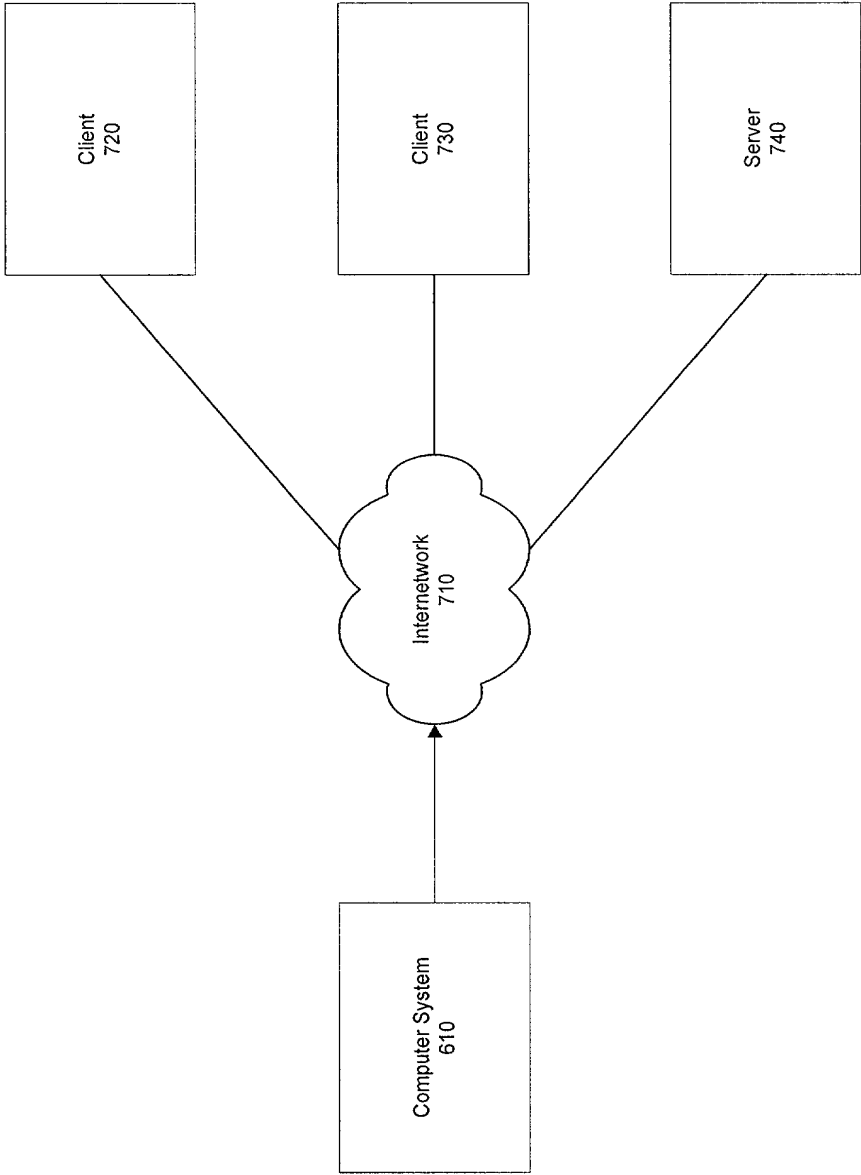 Client
720
Client
730
Server
740
Internetwork
710
Computer System
610